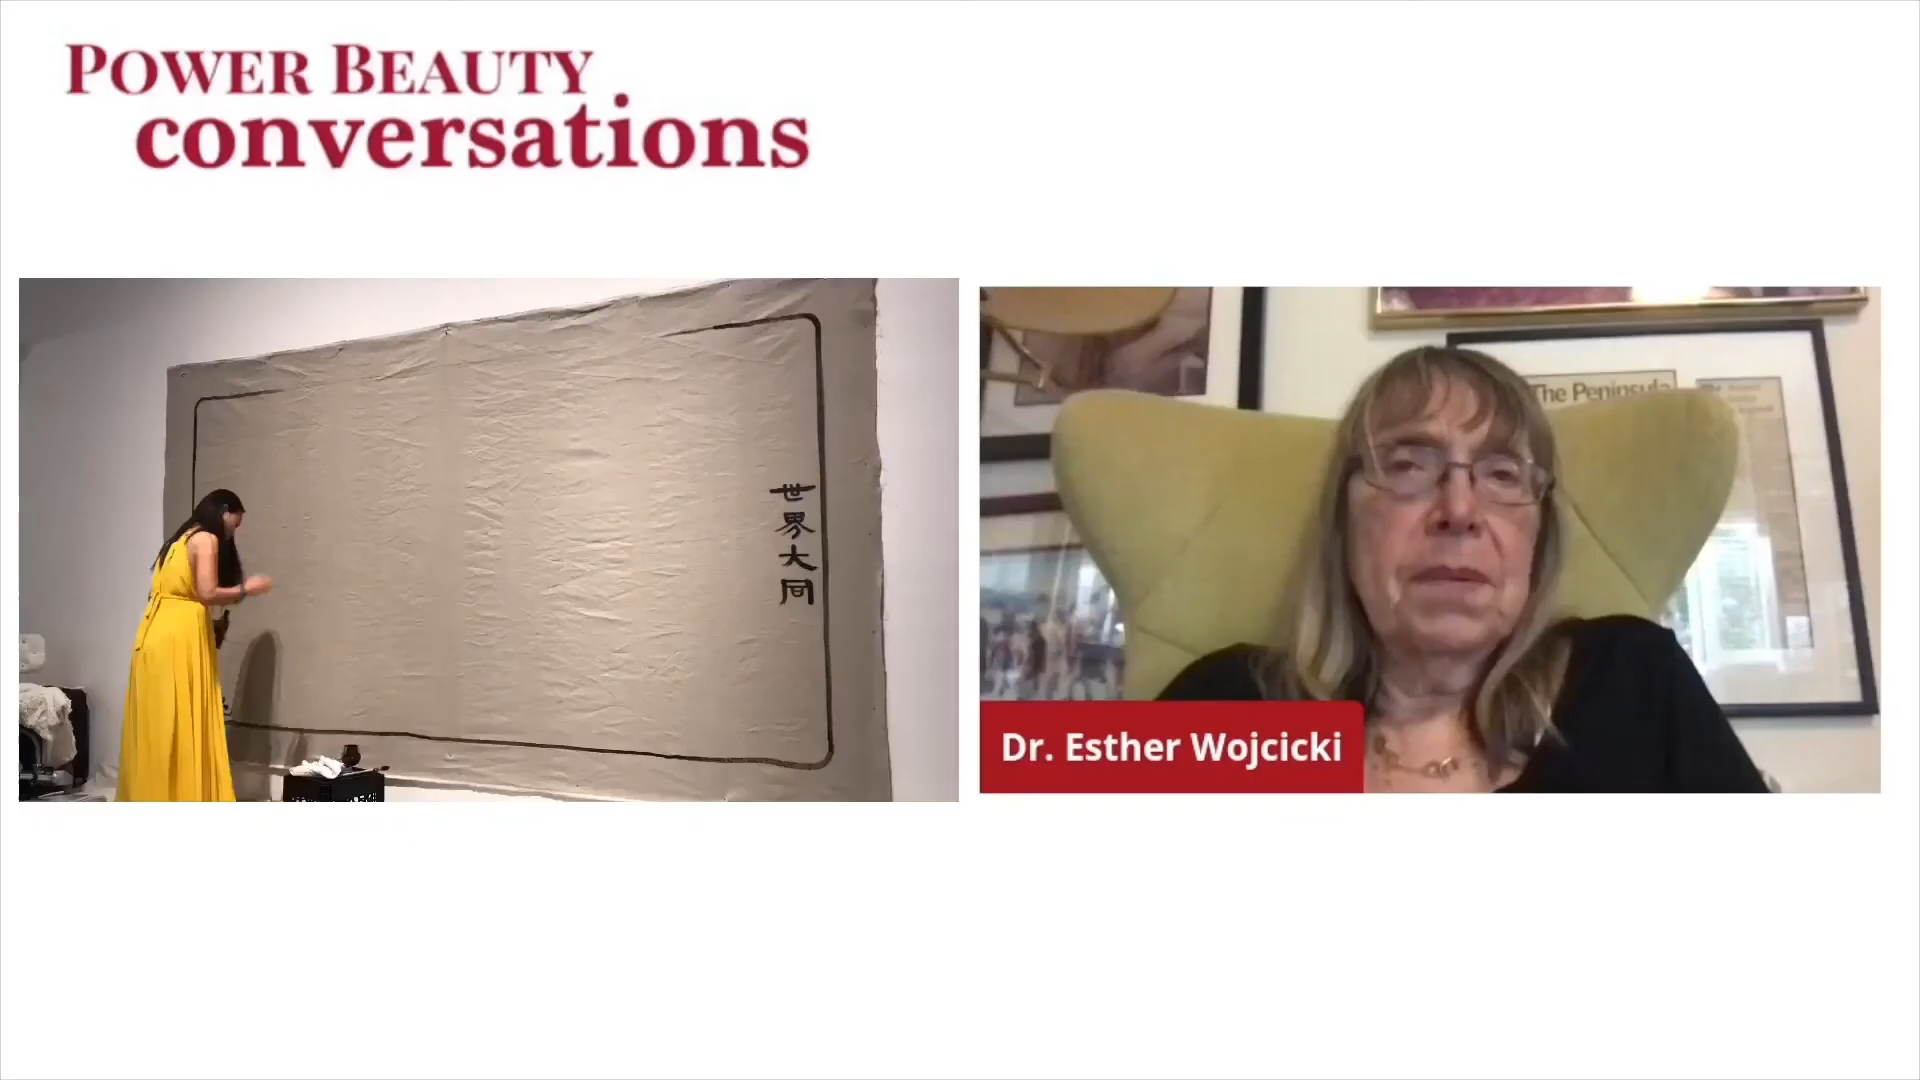 POWER BEAUTY
conversations
世界大同
The Peninsula
Dr. Esther Wojcicki